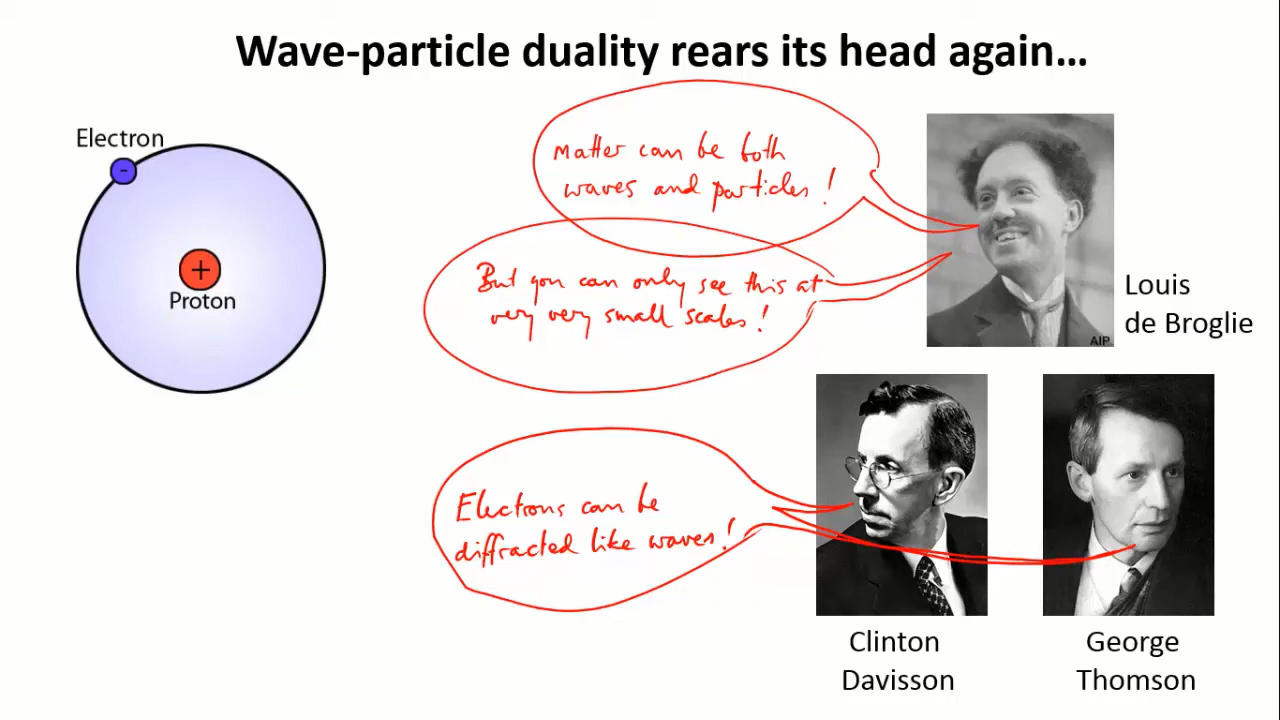 Wave-particle duality rears its head again...
Electron
-
+
Proton
Matter can be both
waves and particles!
But you can only see this at
very very small scales!
AIP
Louis
de Broglie
Electrons can be
diffracted like waves!
Clinton
Davisson
George
Thomson